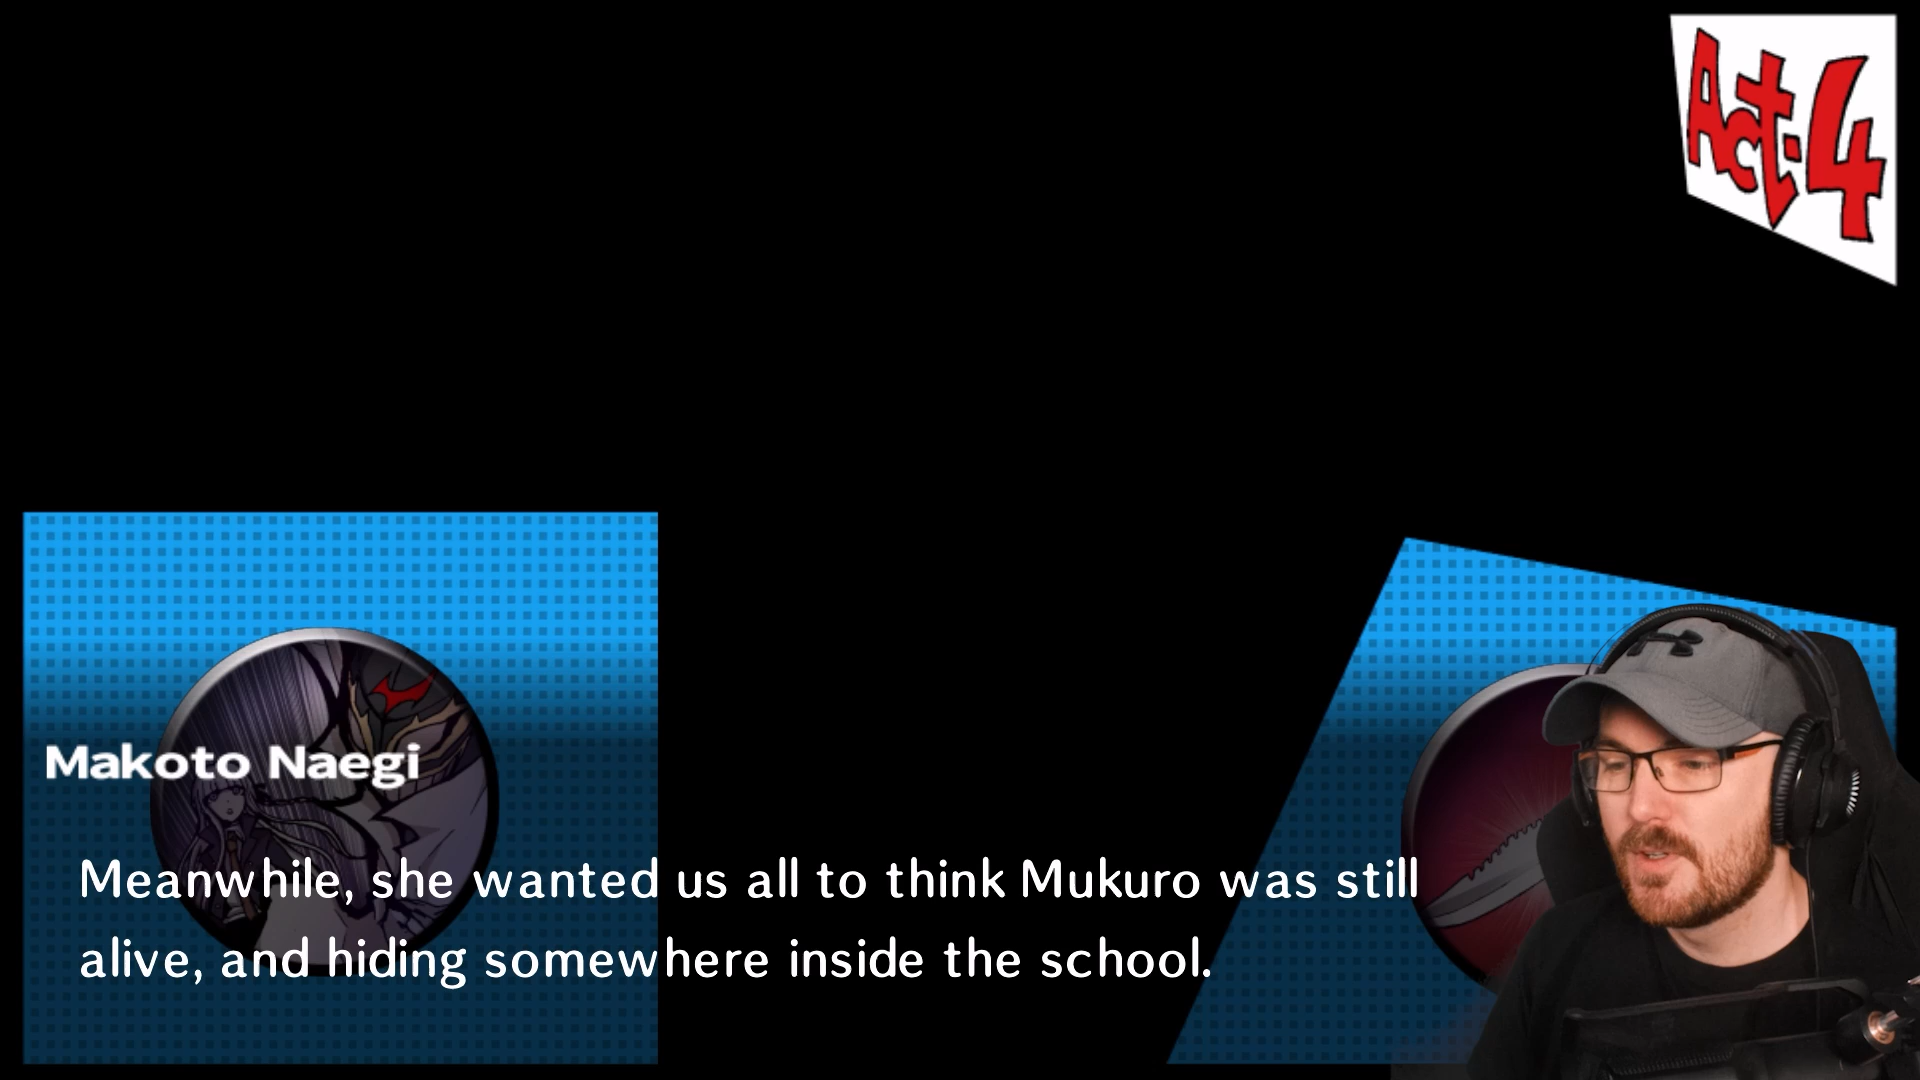 Act.4
Makoto Naegi
Meanwhile, she wanted us all to think Mukuro was still
alive, and hiding somewhere inside the school.